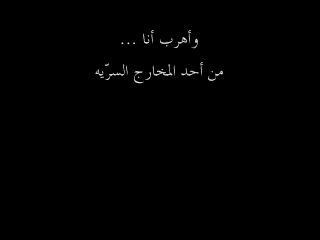 وأهرب أنا ...
من أحد المخارج السرّيه